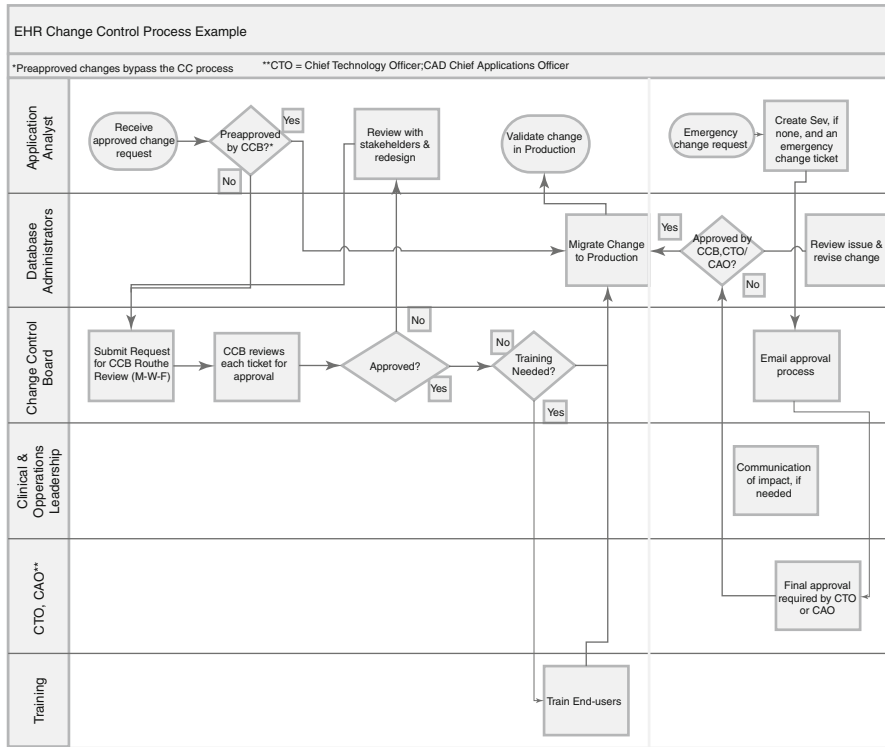 EHR Change Control Process Example
*Preapproved changes bypass the CC process
**CTO = Chief Technology Officer;CAD Chief Applications Officer
Application
Analyst
Receive
approved change
request
Preapproved
by CCB?*
Yes
No
Review with
stakeholders &
redesign
Validate change
in Production
Emergency
change request
Create Sev, if
none, and an
emergency
change ticket
Database
Administrators
Migrate Change
to Production
Yes
Approved by
CCB,CTO/
CAO?
No
Review issue &
revise change
Change Control
Board
Submit Request
for CCB Routhe
Review (M-W-F)
CCB reviews
each ticket for
approval
Approved?
No
Yes
No
Training
Needed?
Yes
Email approval
process
Clinical &
Opperations
Leadership
Communication
of impact, if
needed
CTO, CAO**
Final approval
required by CTO
or CAO
Training
Train End-users